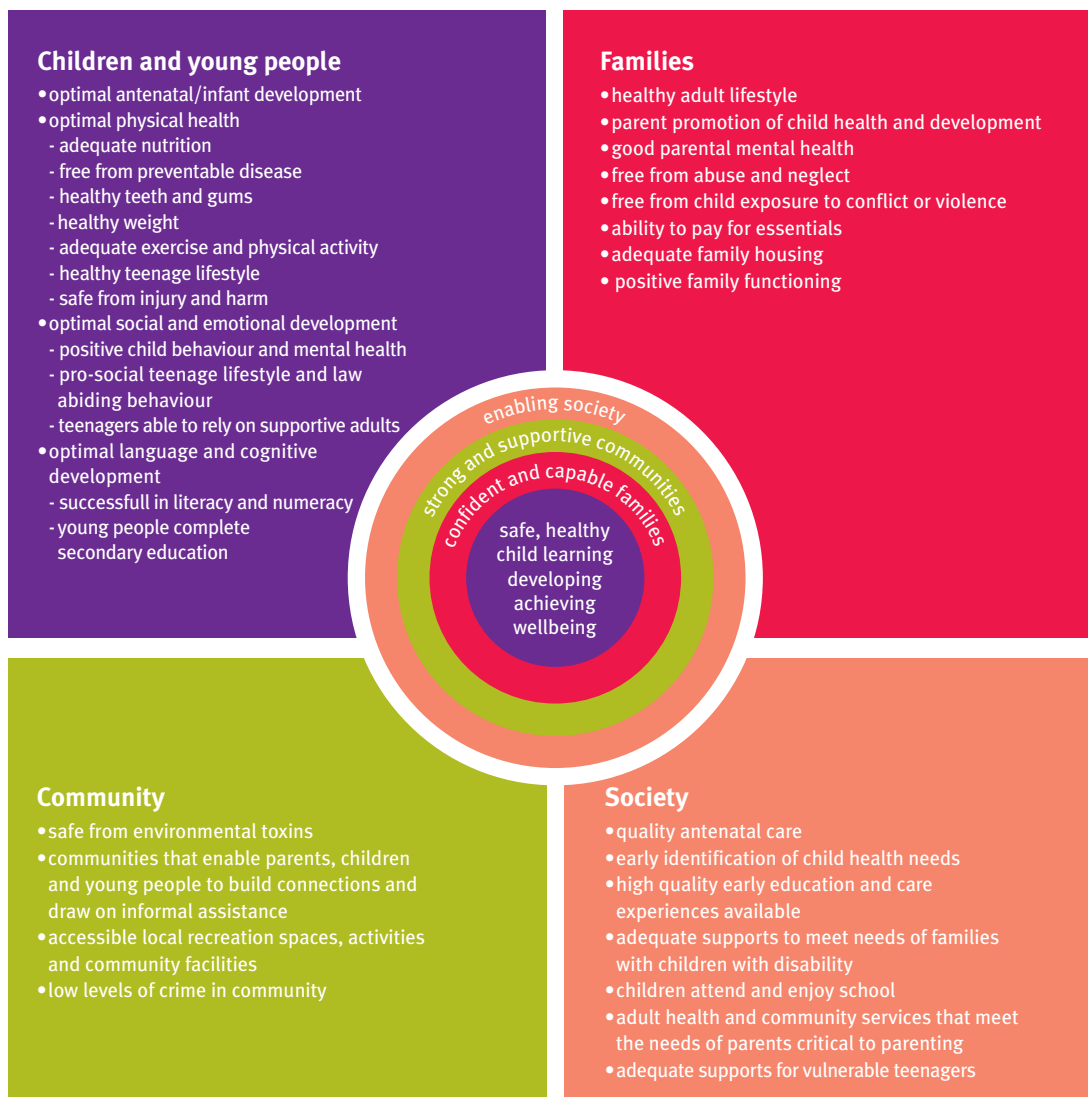 Children and young people
•optimal antenatal/infant development
•optimal physical health
- adequate nutrition
- free from preventable disease
- healthy teeth and gums
- healthy weight
- adequate exercise and physical activity
- healthy teenage lifestyle
- safe from injury and harm
•optimal social and emotional development
- positive child behaviour and mental health
- pro-social teenage lifestyle and law
abiding behaviour
- teenagers able to rely on supportive adults
•optimal language and cognitive
development
- successfull in literacy and numeracy
- young people complete
secondary education
Families
•healthy adult lifestyle
•parent promotion of child health and development
•good parental mental health
•free from abuse and neglect
•free from child exposure to conflict or violence
•ability to pay for essentials
•adequate family housing
• positive family functioning
enabling society
strong and supportive communities
confident and capable families
safe, healthy
child learning
developing
achieving
wellbeing
Community
•safe from environmental toxins
•communities that enable parents, children
and young people to build connections and
draw on informal assistance
•accessible local recreation spaces, activities
and community facilities
•low levels of crime in community
Society
•quality antenatal care
•early identification of child health needs
•high quality early education and care
experiences available
•adequate supports to meet needs of families
with children with disability
•children attend and enjoy school
•adult health and community services that meet
the needs of parents critical to parenting
•adequate supports for vulnerable teenagers